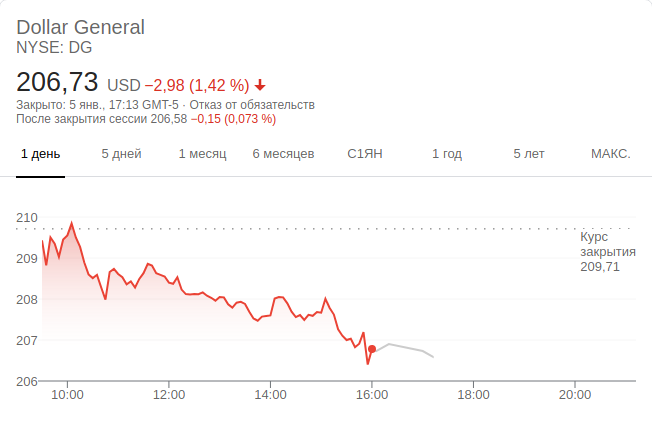 Dollar General
NYSE: DG
206,73 USD −2,98 (1,42 %)
Закрыто: 5 янв., 17:13 GMT-5 · Отказ от обязательств
После закрытия сессии 206,58 −0,15 (0,073 %)
1 день 5 дней 1 месяц 6 месяцев С1ЯН 1 год 5 лет МАКС.
210
Курс
закрытия
209,71
209
208
207
206
10:00 12:00 14:00 16:00 18:00 20:00